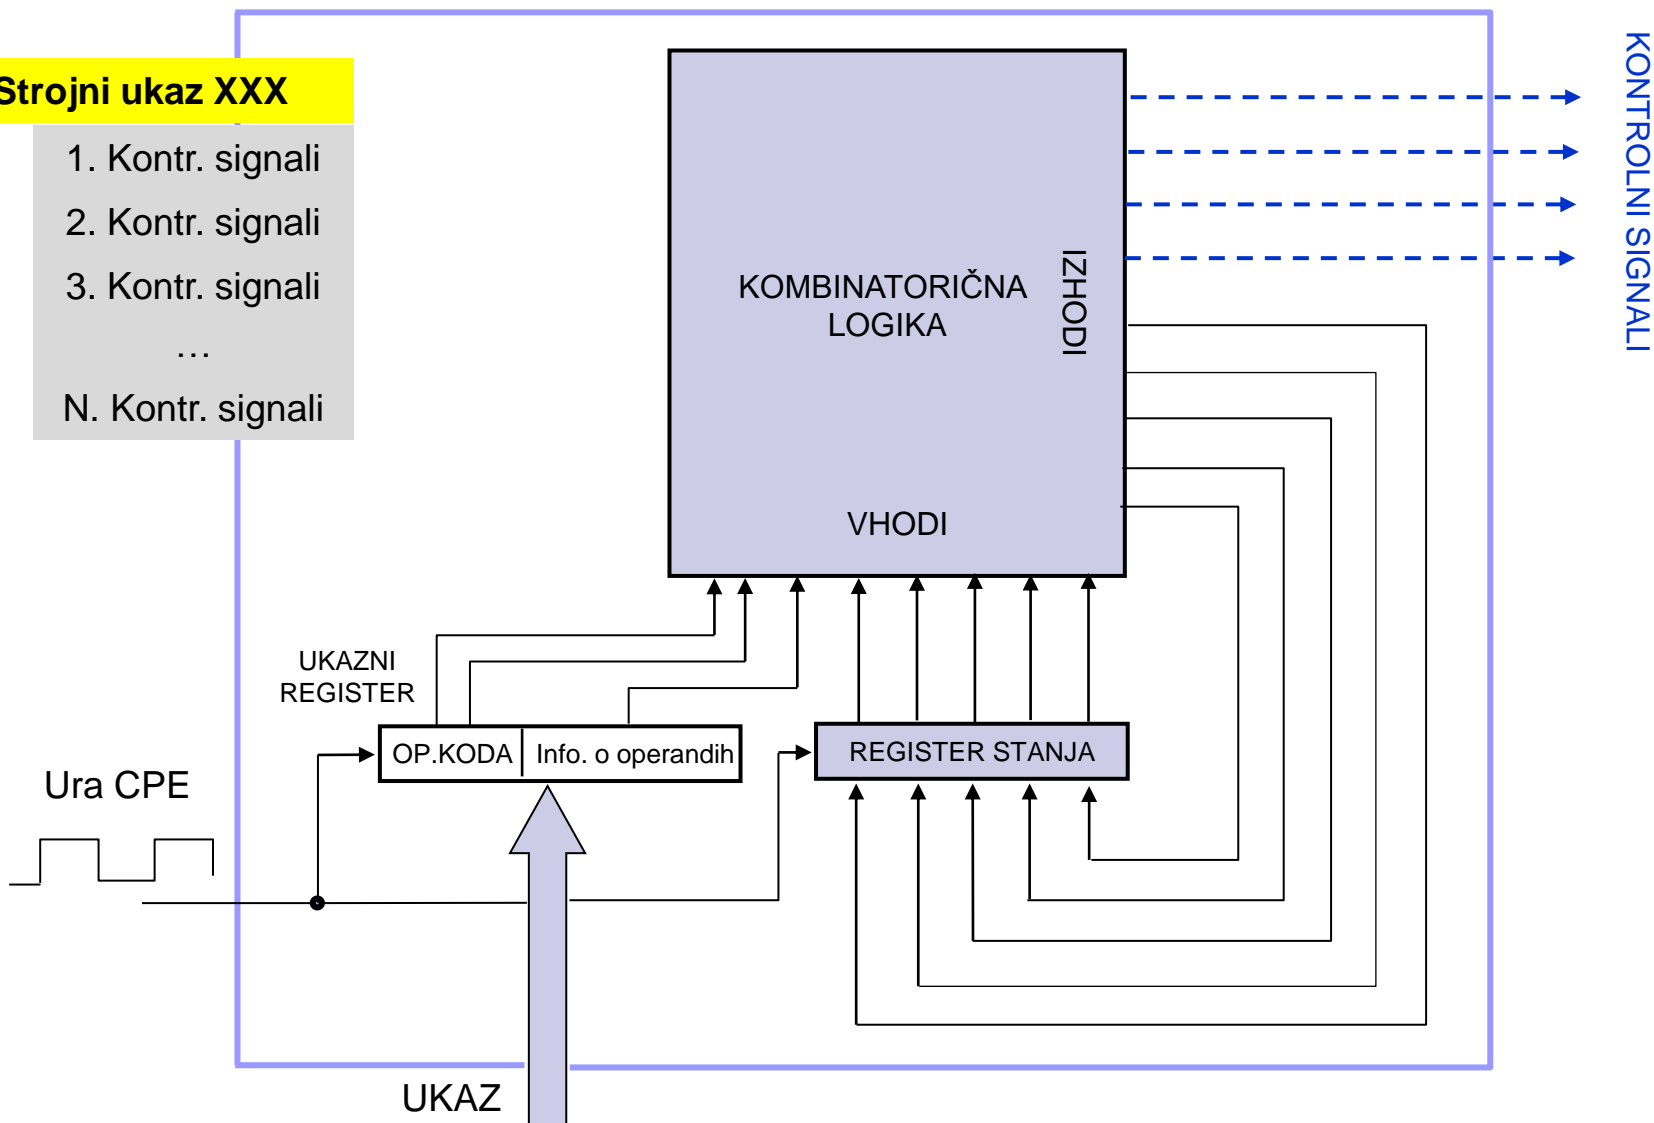 Strojni ukaz XXX
1. Kontr. signali
2. Kontr. signali
3. Kontr. signali
…
N. Kontr. signali
KOMBINATORIČNA
LOGIKA
IZHODI
VHODI
KONTROLNI SIGNALI
UKAZNI
REGISTER
OP.KODA
Info. o operandih
REGISTER STANJA
Ura CPE
UKAZ